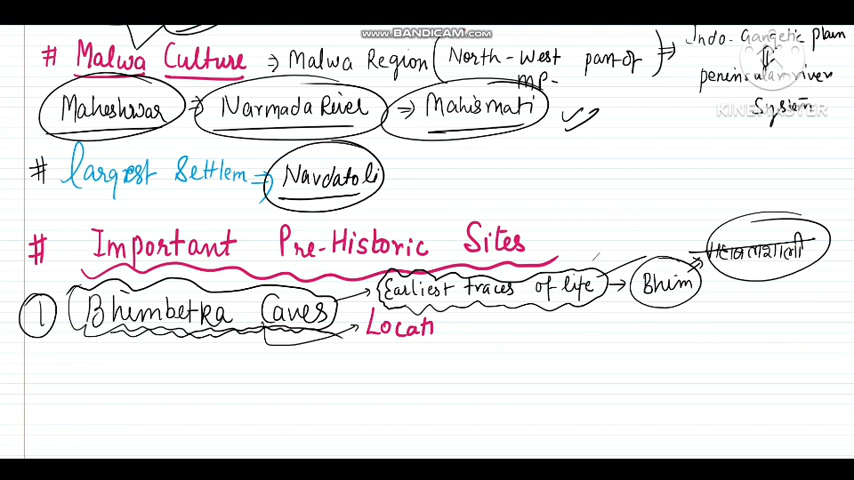 www.BANDICAM.com
# Malwa Culture ⇒ Malwa Region (North-West part of MP-) ⇒ Indo-Gangetic plain
peninsular river
System
KINEMASTER
Maheshwar ⇒ Narmada River ⇒ Mahismati
# largest Settlem ⇒ Navdatoli
# Important Pre-Historic Sites
① Bhimbetka Caves → Earliest traces of life → Bhim →
→ Locati